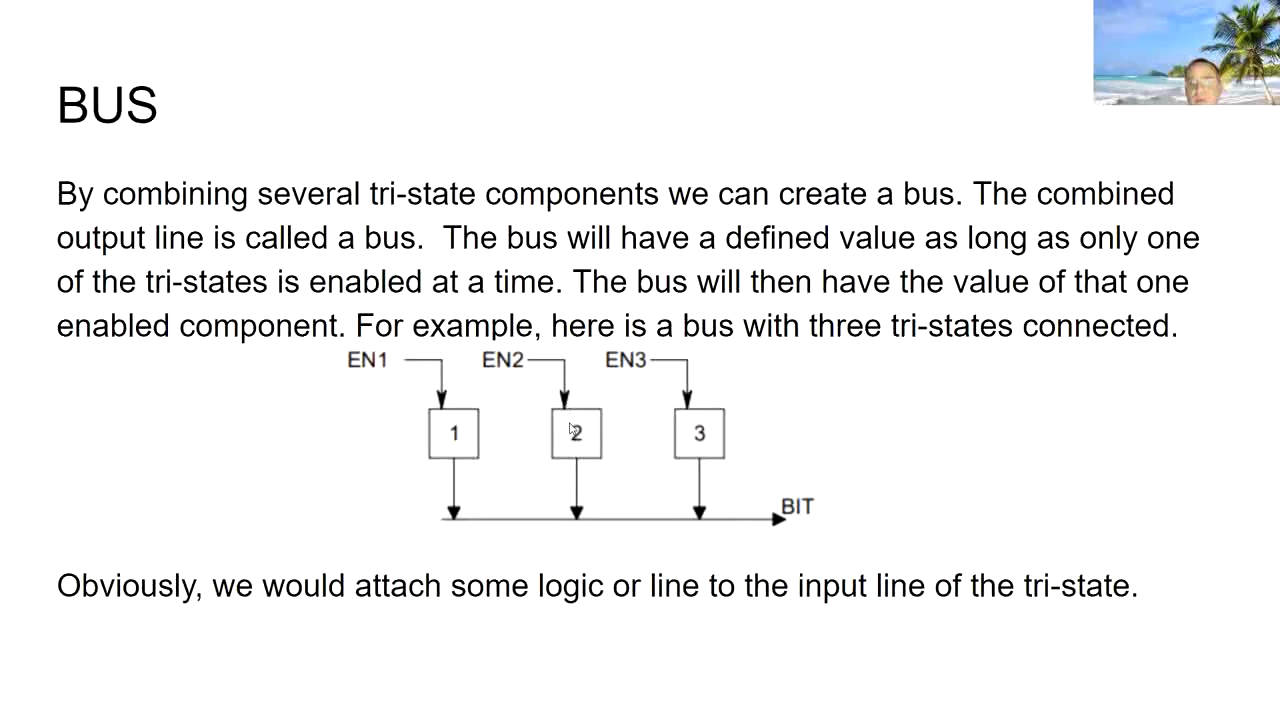 BUS
By combining several tri-state components we can create a bus. The combined
output line is called a bus.  The bus will have a defined value as long as only one
of the tri-states is enabled at a time. The bus will then have the value of that one
enabled component. For example, here is a bus with three tri-states connected.
EN1 EN2 EN3
1 2 3
BIT
Obviously, we would attach some logic or line to the input line of the tri-state.